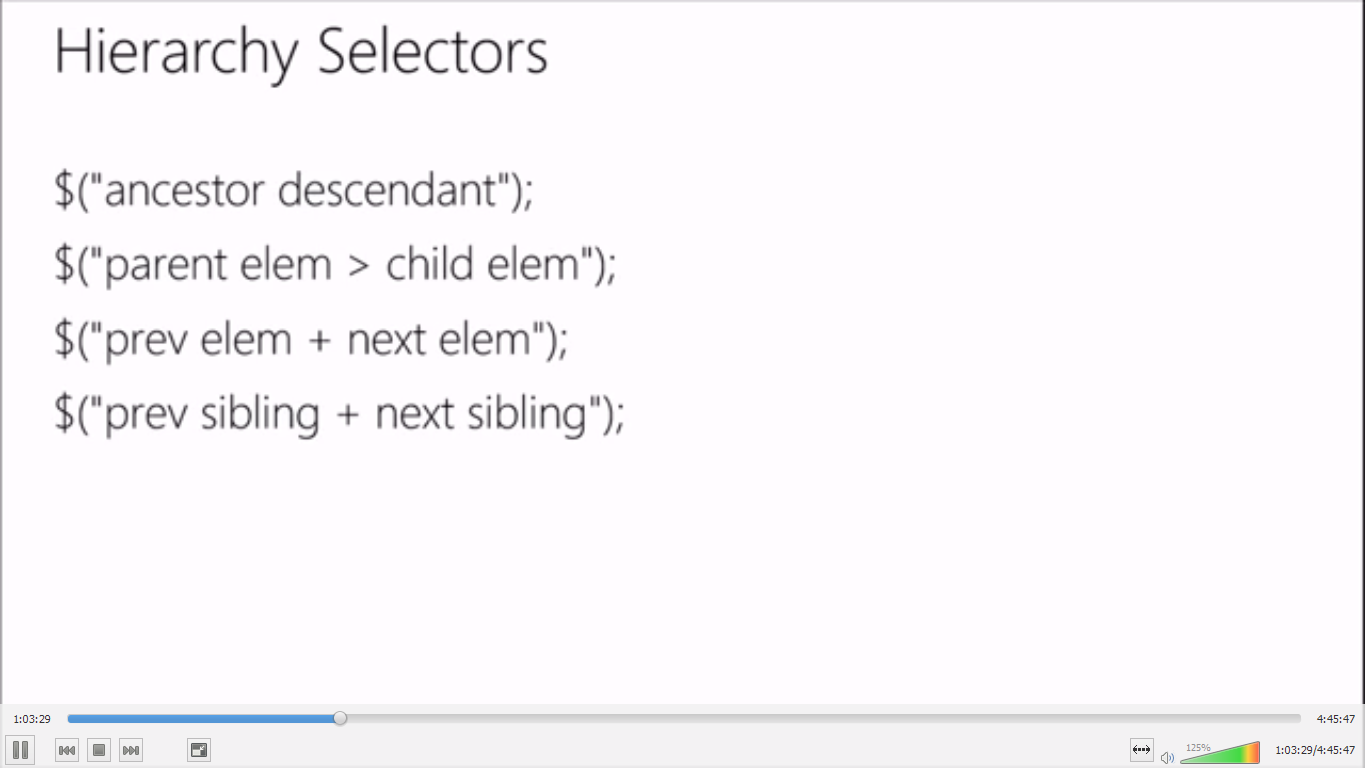 Hierarchy Selectors
$("ancestor descendant");
$("parent elem > child elem");
$("prev elem + next elem");
$("prev sibling + next sibling");
1:03:29
4:45:47
125%
1:03:29/4:45:47